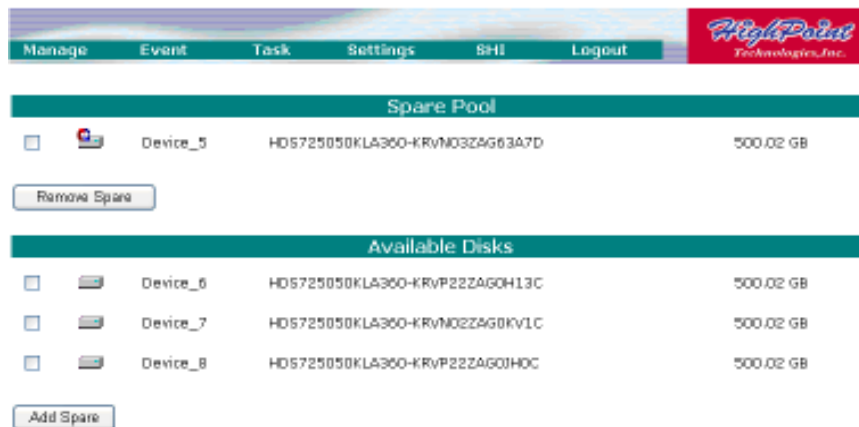 HighPoint
Technologies,Inc.
Manage Event Task Settings SHI Logout
Spare Pool
Device_5 HDS725050KLA360-KRVN03ZAG63A7D 500.02 GB
Remove Spare
Available Disks
Device_6 HDS725050KLA360-KRVP22ZAG0H13C 500.02 GB
Device_7 HDS725050KLA360-KRVN02ZAG8KV1C 500.02 GB
Device_8 HDS725050KLA360-KRVP22ZAG0JH0C 500.02 GB
Add Spare